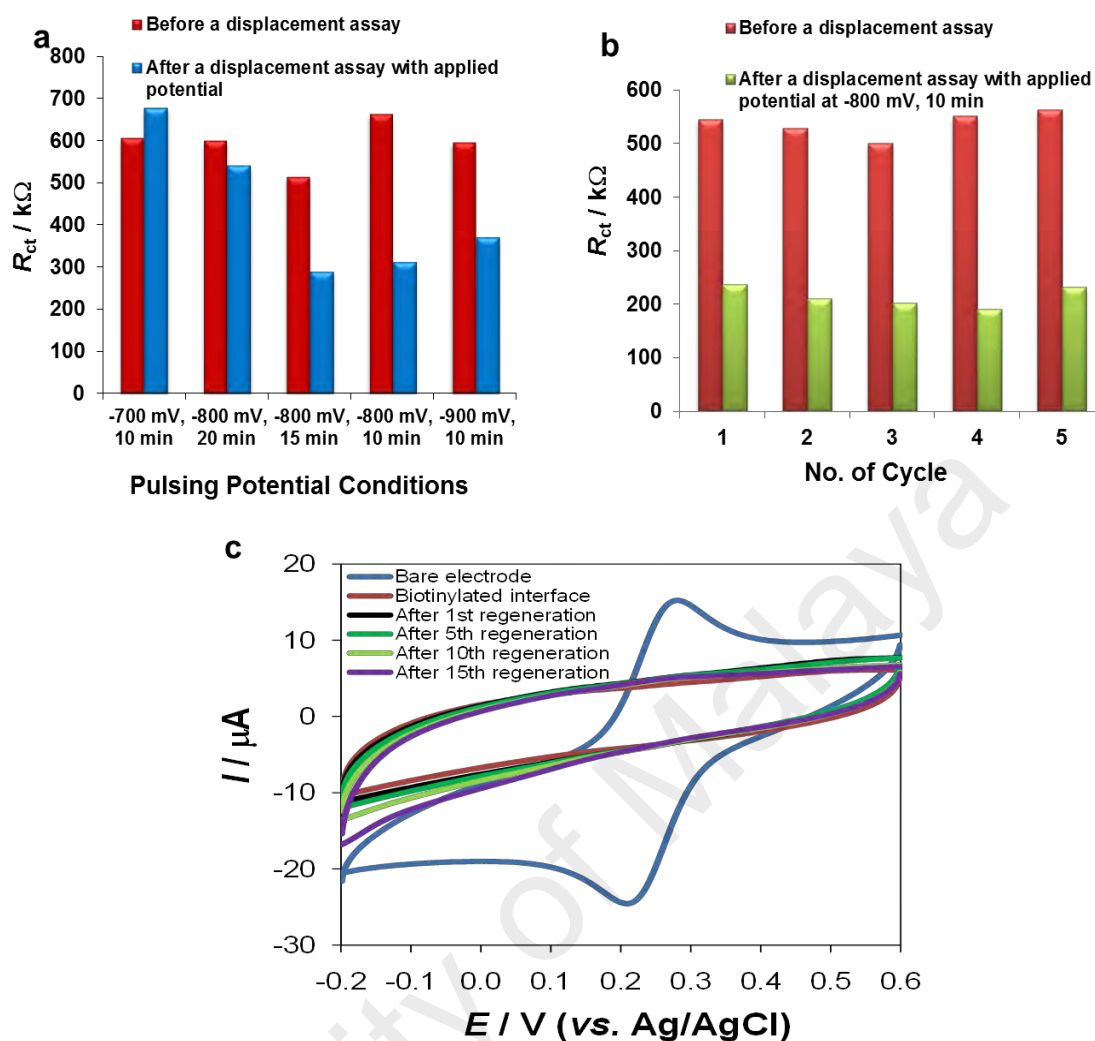 a
Before a displacement assay
After a displacement assay with applied
potential
800
700
600
500
400
300
200
100
0
R_ct / kΩ
-700 mV, -800 mV, -800 mV, -800 mV, -900 mV,
10 min 20 min 15 min 10 min 10 min
Pulsing Potential Conditions
b
Before a displacement assay
After a displacement assay with applied
potential at -800 mV, 10 min
600
500
400
300
200
100
0
R_ct / kΩ
1 2 3 4 5
No. of Cycle
c
Bare electrode
Biotinylated interface
After 1st regeneration
After 5th regeneration
After 10th regeneration
After 15th regeneration
20
10
0
-10
-20
-30
I / μA
-0.2 -0.1 0.0 0.1 0.2 0.3 0.4 0.5 0.6
E / V (vs. Ag/AgCl)
ity of Malaya